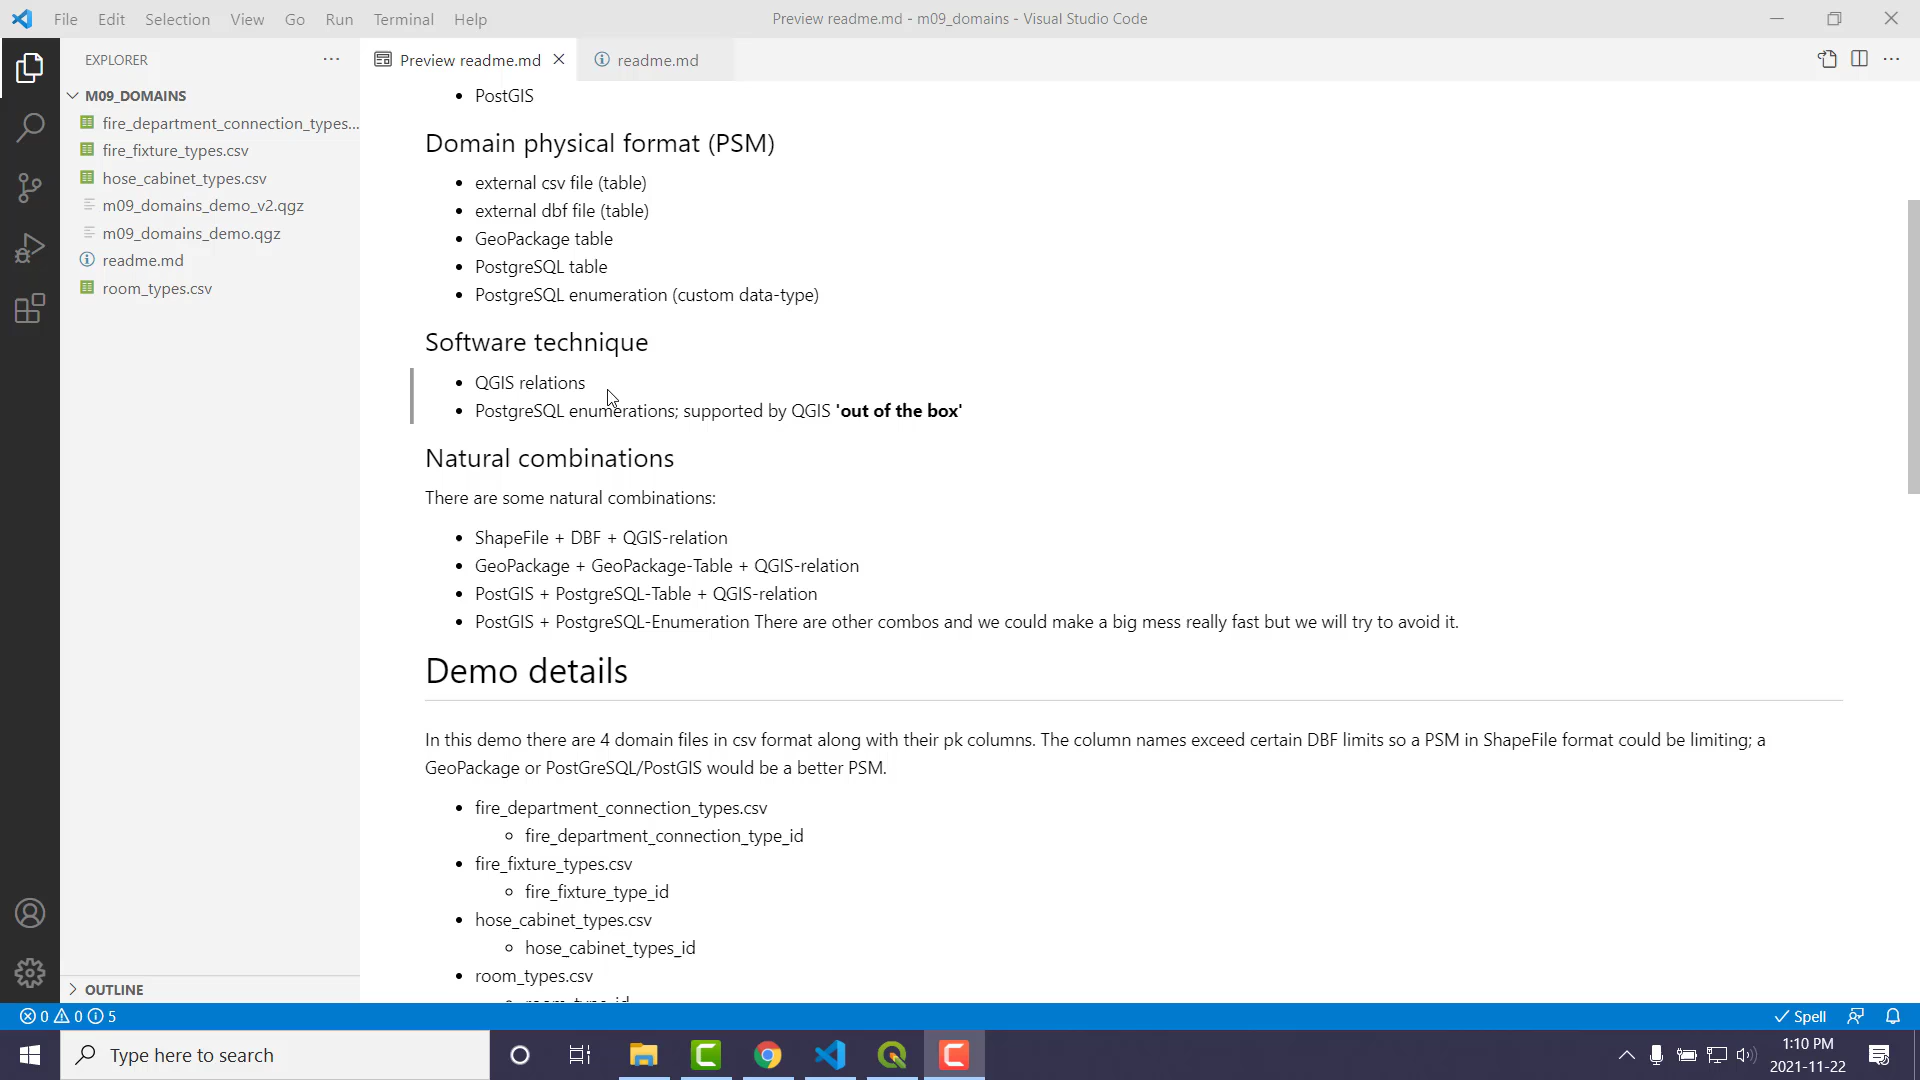 File Edit Selection View Go Run Terminal Help
Preview readme.md - m09_domains - Visual Studio Code
EXPLORER
M09_DOMAINS
fire_department_connection_types...
fire_fixture_types.csv
hose_cabinet_types.csv
m09_domains_demo_v2.qgz
m09_domains_demo.qgz
readme.md
room_types.csv
OUTLINE
Preview readme.md
readme.md
PostGIS
Domain physical format (PSM)
external csv file (table)
external dbf file (table)
GeoPackage table
PostgreSQL table
PostgreSQL enumeration (custom data-type)
Software technique
QGIS relations
PostgreSQL enumerations; supported by QGIS 'out of the box'
Natural combinations
There are some natural combinations:
ShapeFile + DBF + QGIS-relation
GeoPackage + GeoPackage-Table + QGIS-relation
PostGIS + PostgreSQL-Table + QGIS-relation
PostGIS + PostgreSQL-Enumeration There are other combos and we could make a big mess really fast but we will try to avoid it.
Demo details
In this demo there are 4 domain files in csv format along with their pk columns. The column names exceed certain DBF limits so a PSM in ShapeFile format could be limiting; a
GeoPackage or PostGreSQL/PostGIS would be a better PSM.
fire_department_connection_types.csv
fire_department_connection_type_id
fire_fixture_types.csv
fire_fixture_type_id
hose_cabinet_types.csv
hose_cabinet_types_id
room_types.csv
room_type_id
0 0 5
Spell
Type here to search
1:10 PM
2021-11-22